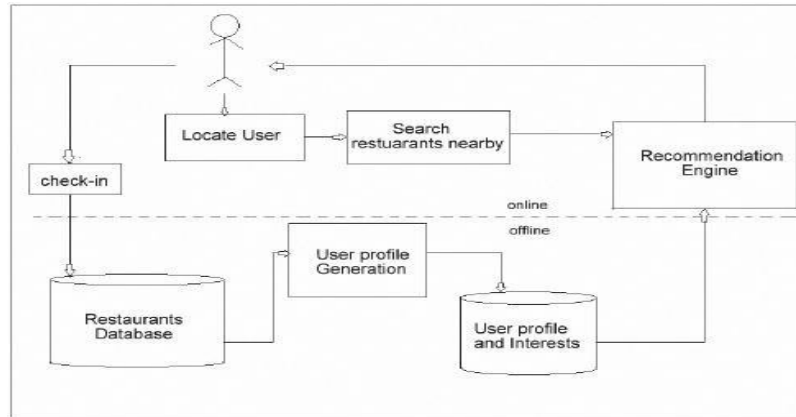 Locate User
Search
restuarants nearby
Recommendation
Engine
check-in
online
offline
User profile
Generation
Restaurants
Database
User profile
and Interests